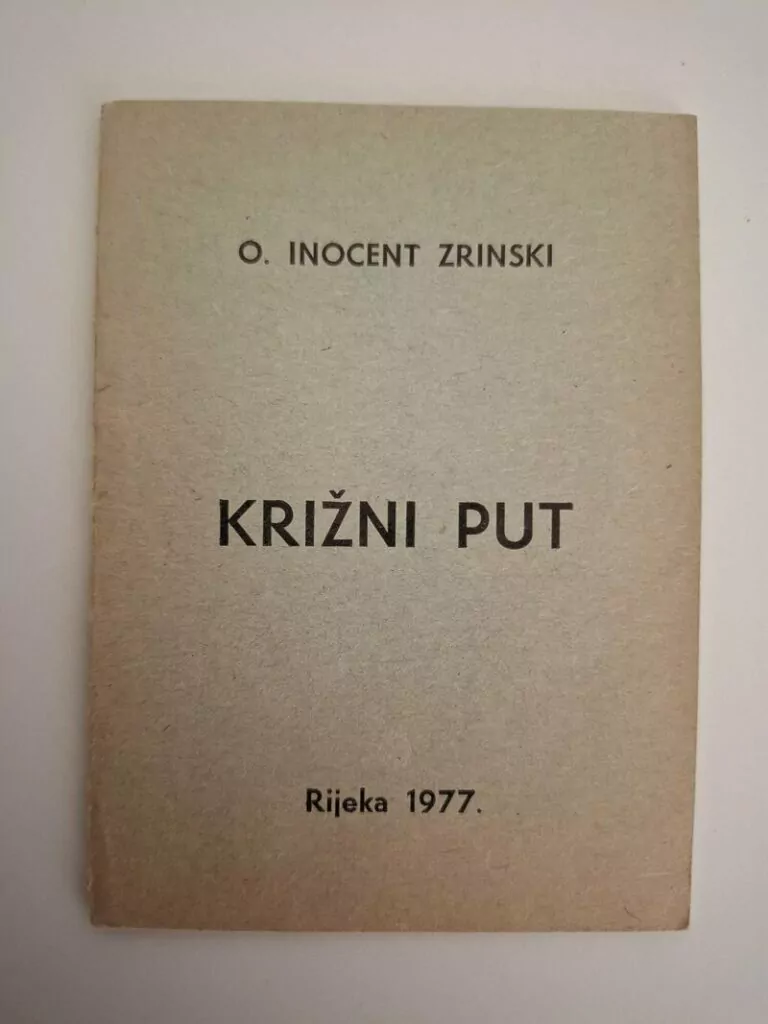 O. INOCENT ZRINSKI
KRIŽNI PUT
Rijeka 1977.